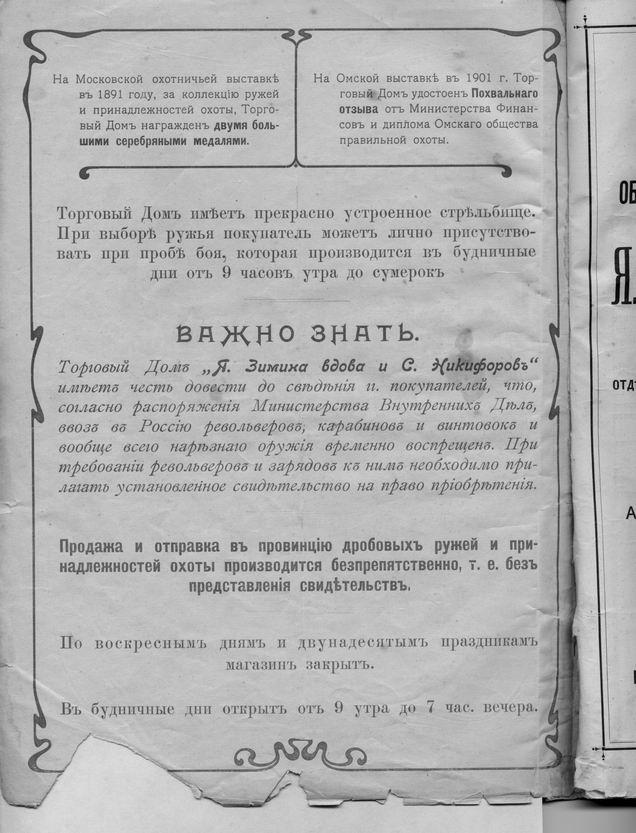 На Московской охотничьей выставкѣ
въ 1891 году, за коллекцію ружей
и принадлежностей охоты, Торго-
вый Домъ награжденъ двумя боль-
шими серебряными медалями.
На Омской выставкѣ въ 1901 г. Тор-
говый Домъ удостоен Похвальнаго
отзыва отъ Министерства Финан-
совъ и диплома Омскаго общества
правильной охоты.
Торговый Домъ имѣетъ прекрасно устроенное стрѣльбище.
При выборѣ ружья покупатель можетъ лично присутство-
вать при пробѣ боя, которая производится въ будничные
дни отъ 9 часовъ утра до сумерокъ
ВАЖНО ЗНАТЬ.
Торговый Домъ „Я. Зимина вдова и С. Никифоровъ“
имѣетъ честь довести до свѣдѣнія гг. покупателей, что,
согласно распоряженія Министерства Внутреннихъ Дѣлъ,
ввозъ въ Россію револьверовъ, карабиновъ и винтовокъ и
вообще всего нарѣзнаго оружія временно воспрещенъ. При
требованіи револьверовъ и зарядовъ къ нимъ необходимо при-
лагать установленное свидѣтельство на право пріобрѣтенія.
Продажа и отправка въ провинцію дробовыхъ ружей и при-
надлежностей охоты производится безпрепятственно, т. е. безъ
представленія свидѣтельствъ.
По воскреснымъ днямъ и двунадесятымъ праздникамъ
магазинъ закрытъ.
Въ будничные дни открытъ отъ 9 утра до 7 час. вечера.
ОБ
Я.
отдѣ
А